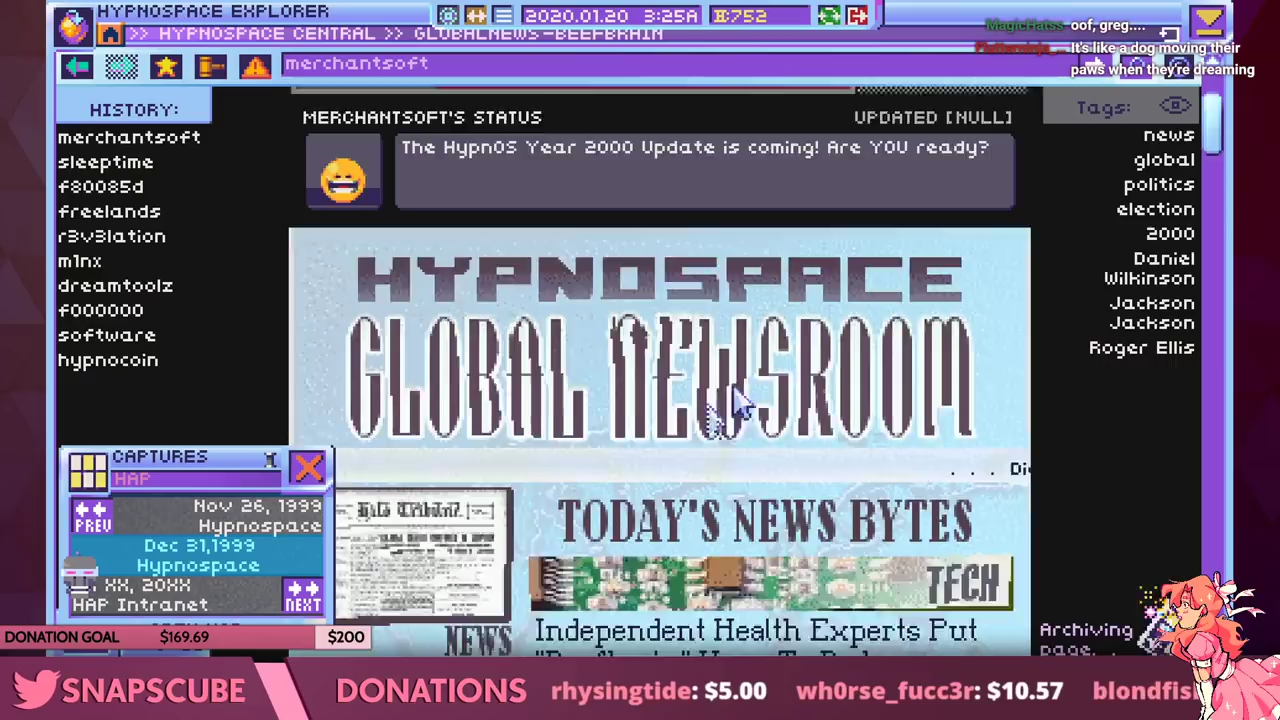 HYPNOSPACE EXPLORER
2020.01.20 3:25A
752
>> HYPNOSPACE CENTRAL >> GLOBALNEWS-BEEFBRAIN
MagicHatss oof, greg....
It's like a dog moving their
paws when they're dreaming
merchantsoft
HISTORY:
merchantsoft
sleeptime
f80085d
freelands
r3v3lation
m1nx
dreamtoolz
f000000
software
hypnocoin
MERCHANTSOFT'S STATUS
UPDATED [NULL]
The HypnOS Year 2000 Update is coming! Are YOU ready?
HYPNOSPACE
GLOBAL NEWSROOM
. . . Di
TODAY'S NEWS BYTES
TECH
NEWS
Independent Health Experts Put
Tags:
news
global
politics
election
2000
Daniel
Wilkinson
Jackson
Jackson
Roger Ellis
Archiving
page.
CAPTURES
HAP
PREV
Nov 26, 1999
Hypnospace
Dec 31,1999
Hypnospace
XX, 20XX
HAP Intranet
NEXT
DONATION GOAL $169.69 $200
SNAPSCUBE
DONATIONS
rhysingtide: $5.00 wh0rse_fucc3r: $10.57 blondfis